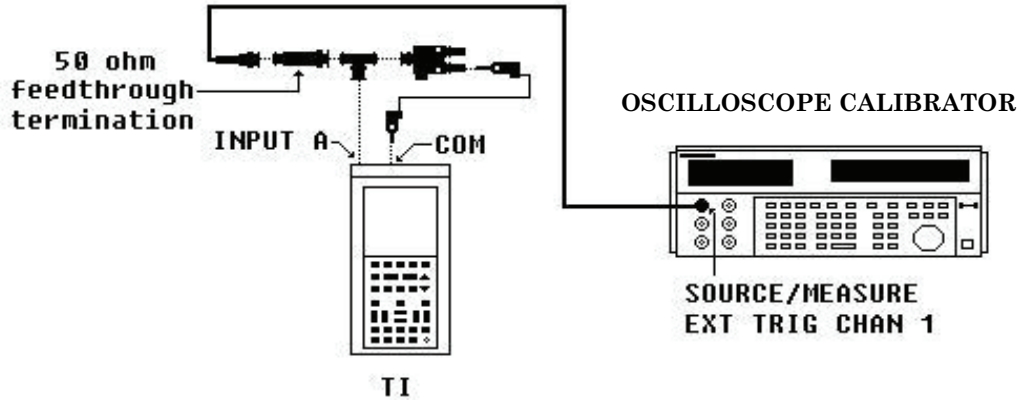 50 ohm
feedthrough
termination
INPUT A
COM
OSCILLOSCOPE CALIBRATOR
SOURCE/MEASURE
EXT TRIG CHAN 1
TI